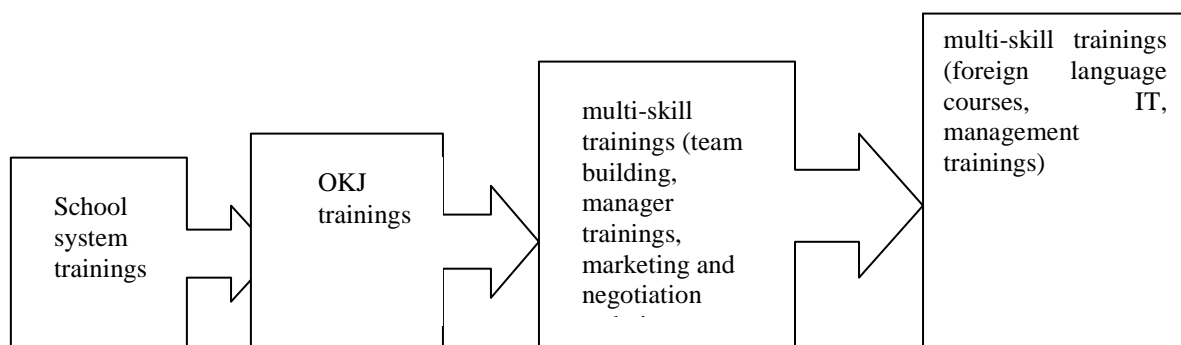 School
system
trainings
OKJ
trainings
multi-skill
trainings (team
building,
manager
trainings,
marketing and
negotiation
multi-skill trainings
(foreign language
courses, IT,
management
trainings)